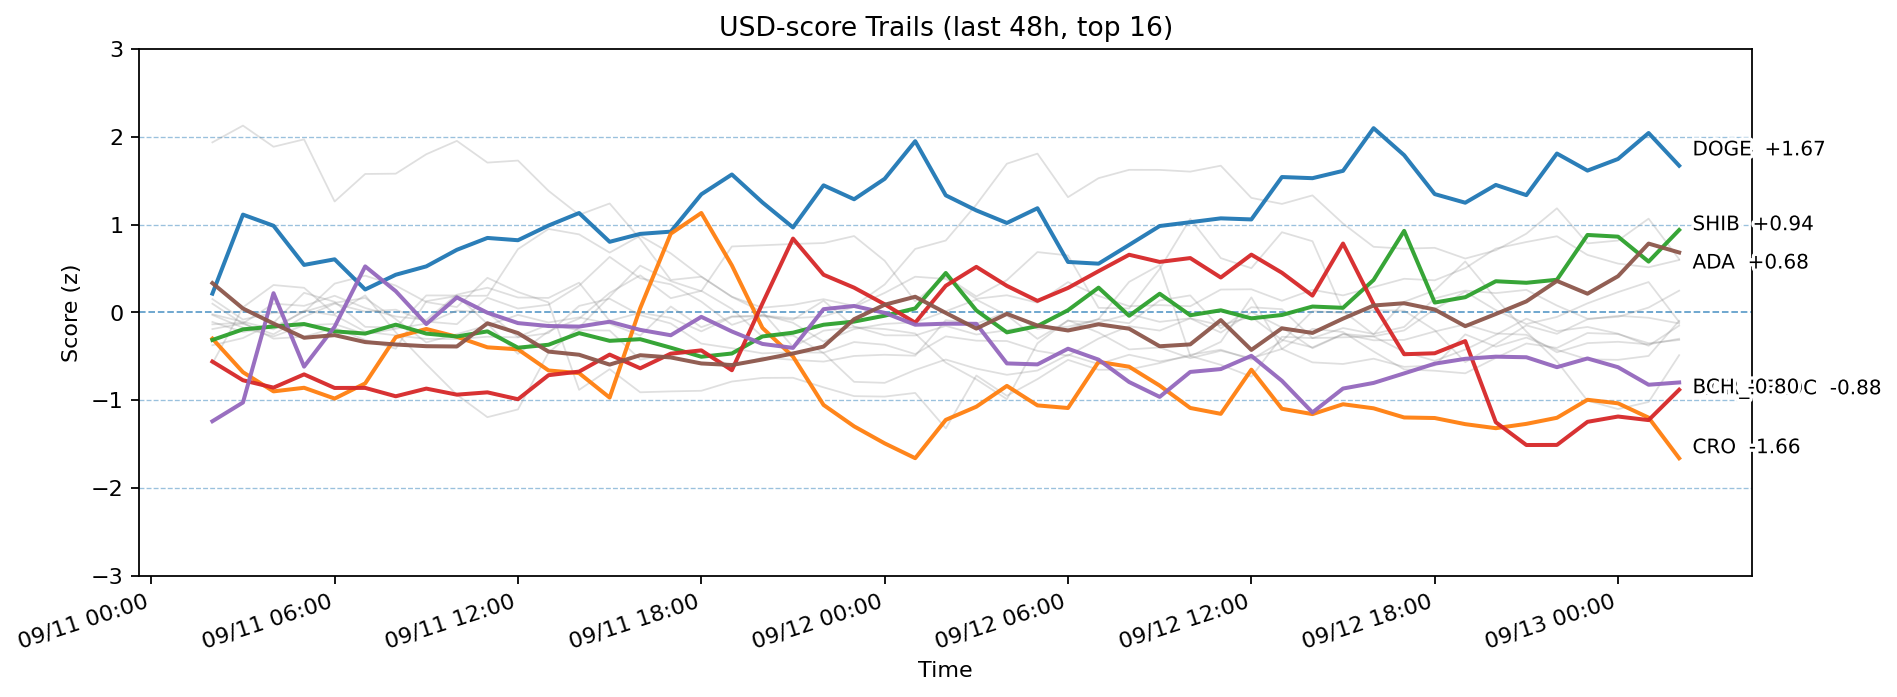 USD-score Trails (last 48h, top 16)
3
2
1
0
−1
−2
−3
Score (z)
DOGE +1.67
SHIB +0.94
ADA +0.68
BCH -0.80
-0.88
CRO -1.66
09/11 00:00
09/11 06:00
09/11 12:00
09/11 18:00
09/12 00:00
09/12 06:00
09/12 12:00
09/12 18:00
09/13 00:00
Time